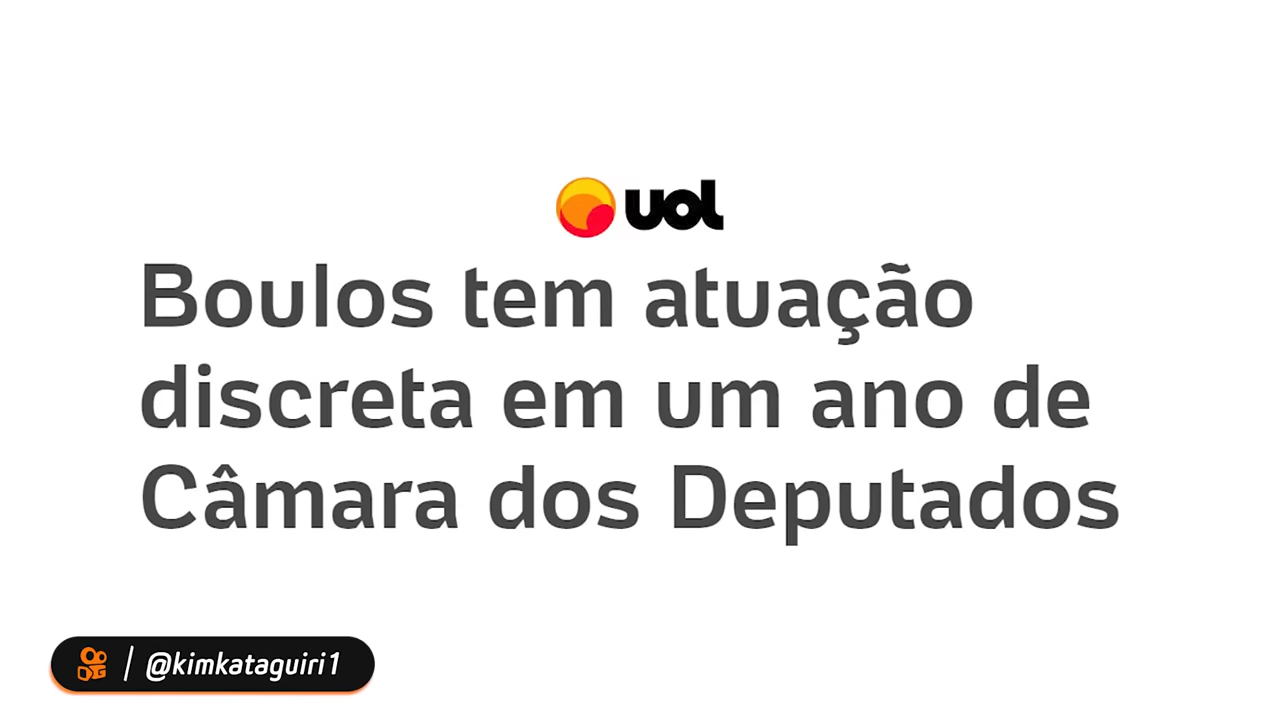 uol
Boulos tem atuação
discreta em um ano de
Câmara dos Deputados
| @kimkataguiri1